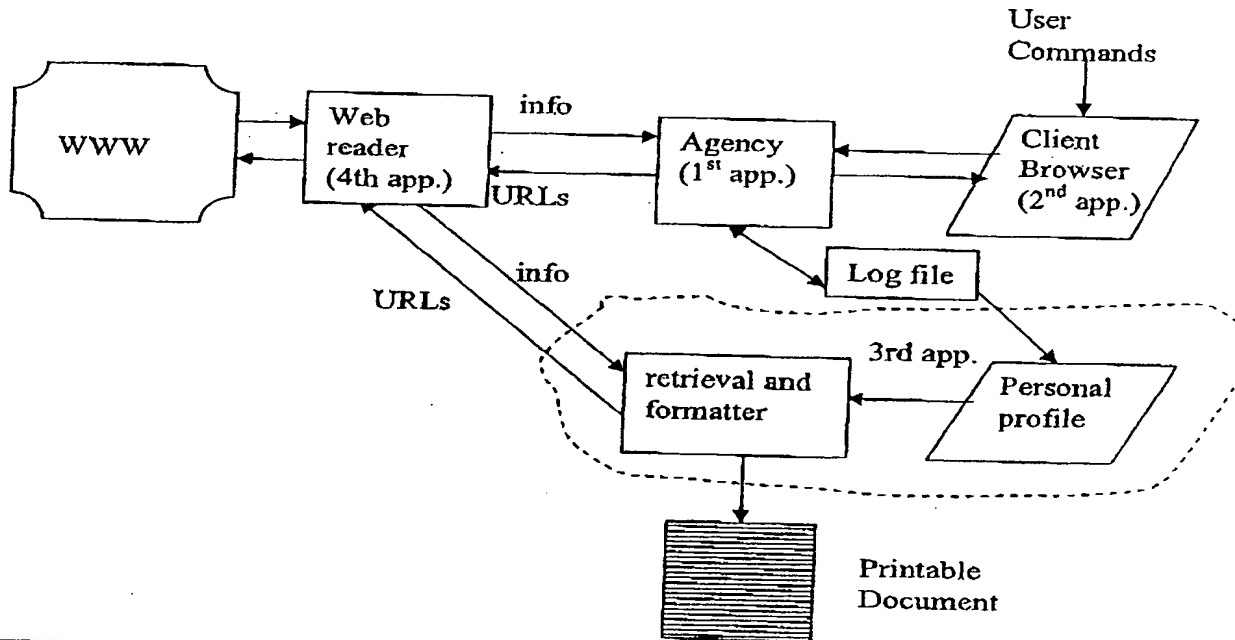 User
Commands
WWW
Web
reader
(4th app.)
info
URLs
Agency
(1st app.)
Client
Browser
(2nd app.)
Log file
info
URLs
3rd app.
retrieval and
formatter
Personal
profile
Printable
Document